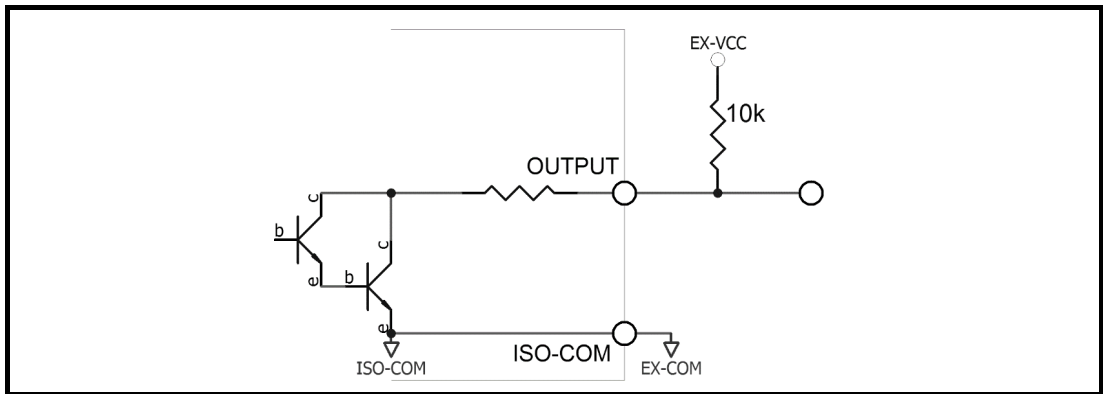 EX-VCC
10k
OUTPUT
c
b
c
e
b
e
ISO-COM
ISO-COM
EX-COM